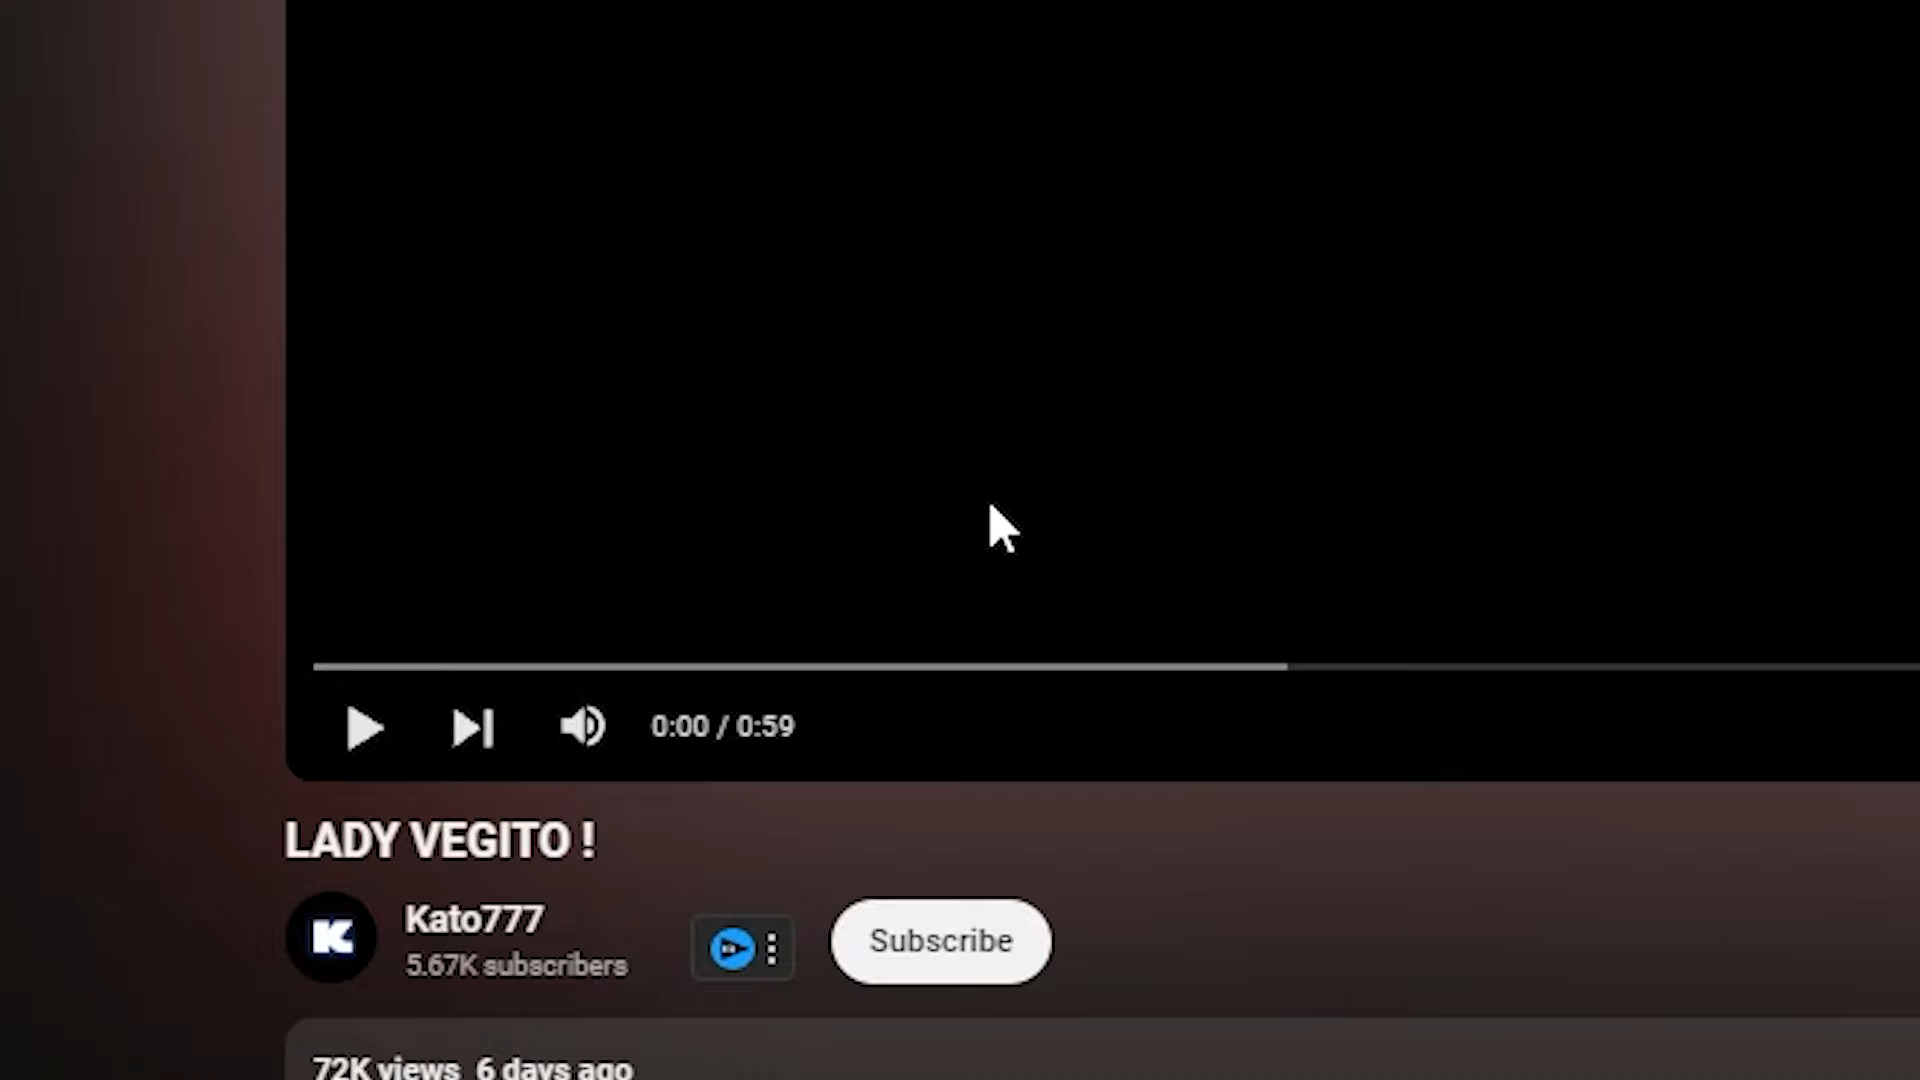 0:00 / 0:59
LADY VEGITO !
K
Kato777
5.67K subscribers
Subscribe
72K views 6 days ago